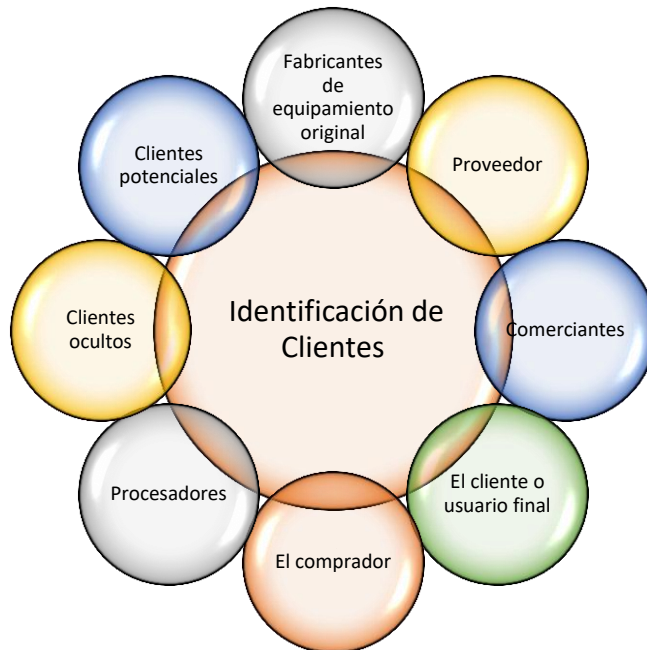 Fabricantes
de
equipamiento
original
Proveedor
Comerciantes
El cliente o
usuario final
El comprador
Procesadores
Clientes
ocultos
Clientes
potenciales
Identificación de
Clientes